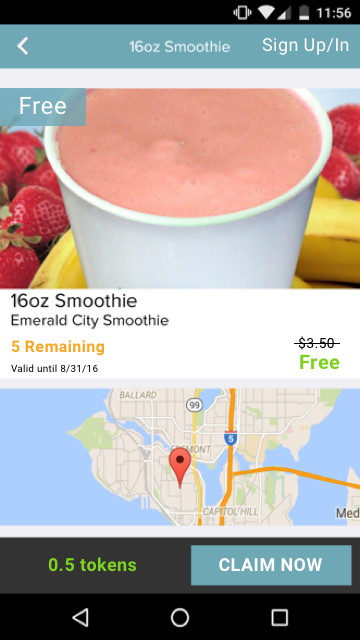 11:56
16oz Smoothie
Sign Up/In
Free
16oz Smoothie
Emerald City Smoothie
5 Remaining
$3.50
Valid until 8/31/16
Free
BALLARD
99
FREMONT
5
CAPITOL HILL
Med
0.5 tokens
CLAIM NOW